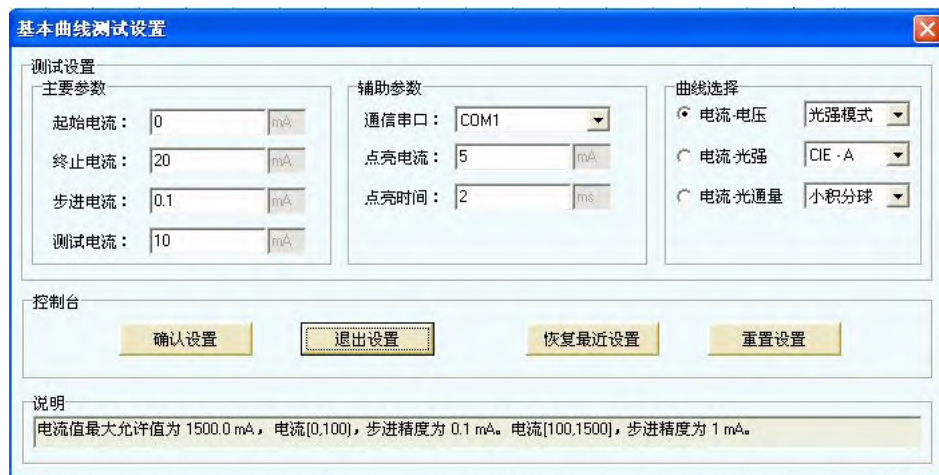 基本曲线测试设置
测试设置
主要参数
起始电流： 0 mA
终止电流： 20 mA
步进电流： 0.1 mA
测试电流： 10 mA
辅助参数
通信串口： COM1
点亮电流： 5 mA
点亮时间： 2 ms
曲线选择
电流-电压 光强模式
电流-光强 CIE - A
电流-光通量 小积分球
控制台
确认设置 退出设置 恢复最近设置 重置设置
说明
电流值最大允许值为 1500.0 mA，电流[0,100)，步进精度为 0.1 mA。电流[100,1500]，步进精度为 1 mA。